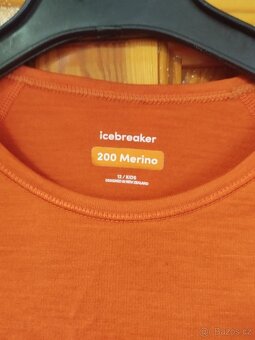 icebreaker
200 Merino
12 / KIDS
DESIGNED IN NEW ZEALAND
Bazos.cz